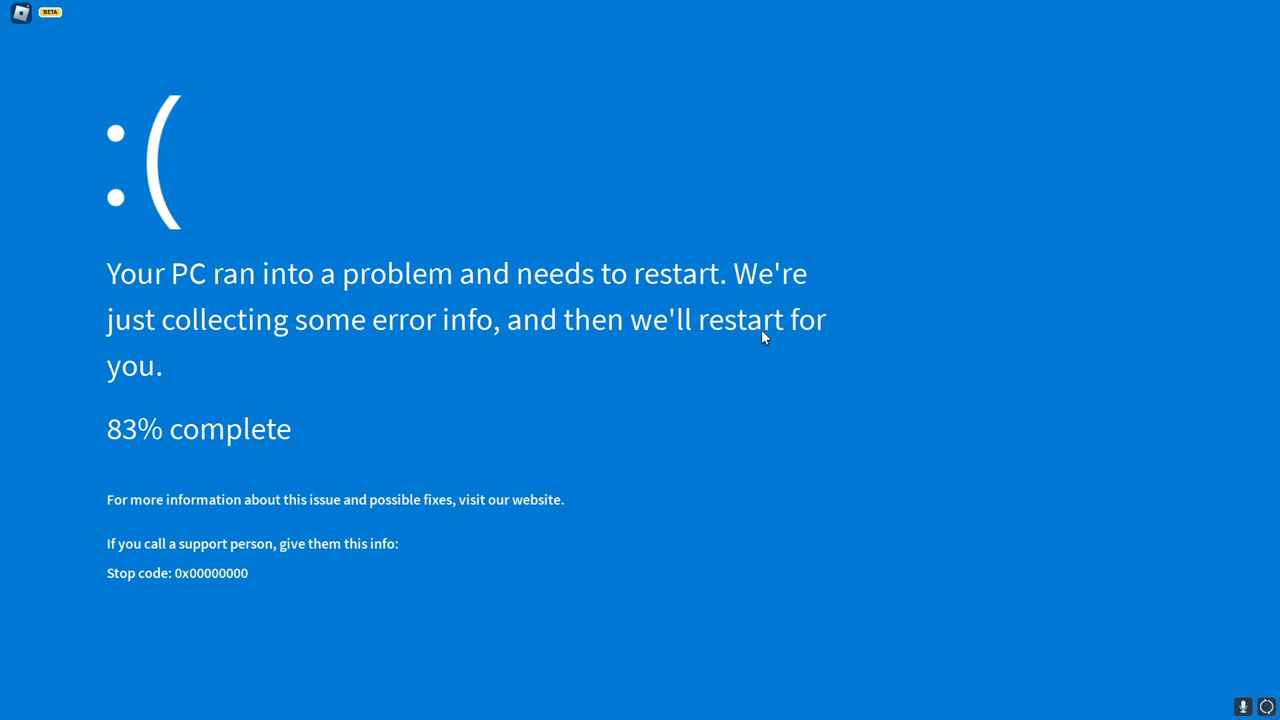 BETA
:(
Your PC ran into a problem and needs to restart. We're
just collecting some error info, and then we'll restart for
you.
83% complete
For more information about this issue and possible fixes, visit our website.
If you call a support person, give them this info:
Stop code: 0x00000000